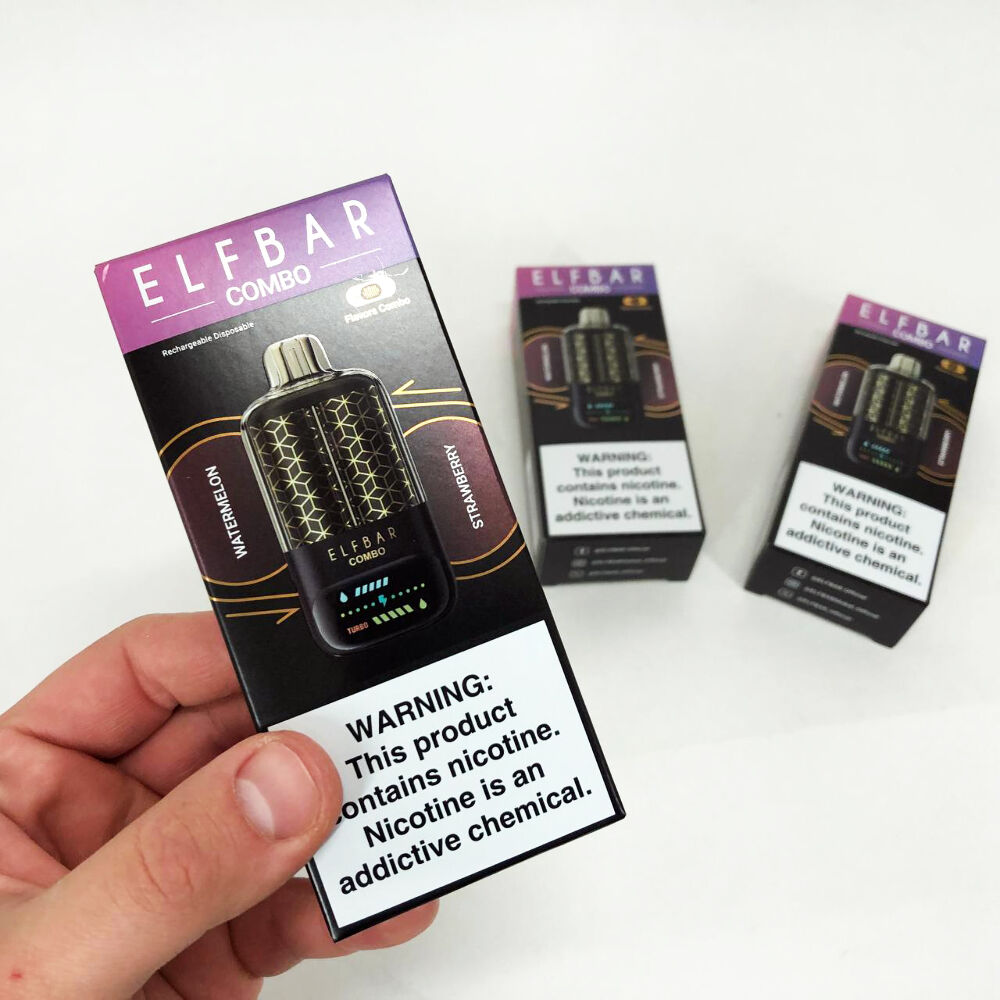 ELFBAR
COMBO
Flavors Combo
Rechargeable Disposable
WATERMELON
STRAWBERRY
ELFBAR
COMBO
TURBO
WARNING:
This product
contains nicotine.
Nicotine is an
addictive chemical.
ELFBAR
COMBO
WATERMELON
STRAWBERRY
WARNING:
This product
contains nicotine.
Nicotine is an
addictive chemical.
ELFBAR
COMBO
WATERMELON
STRAWBERRY
WARNING:
This product
contains nicotine.
Nicotine is an
addictive chemical.